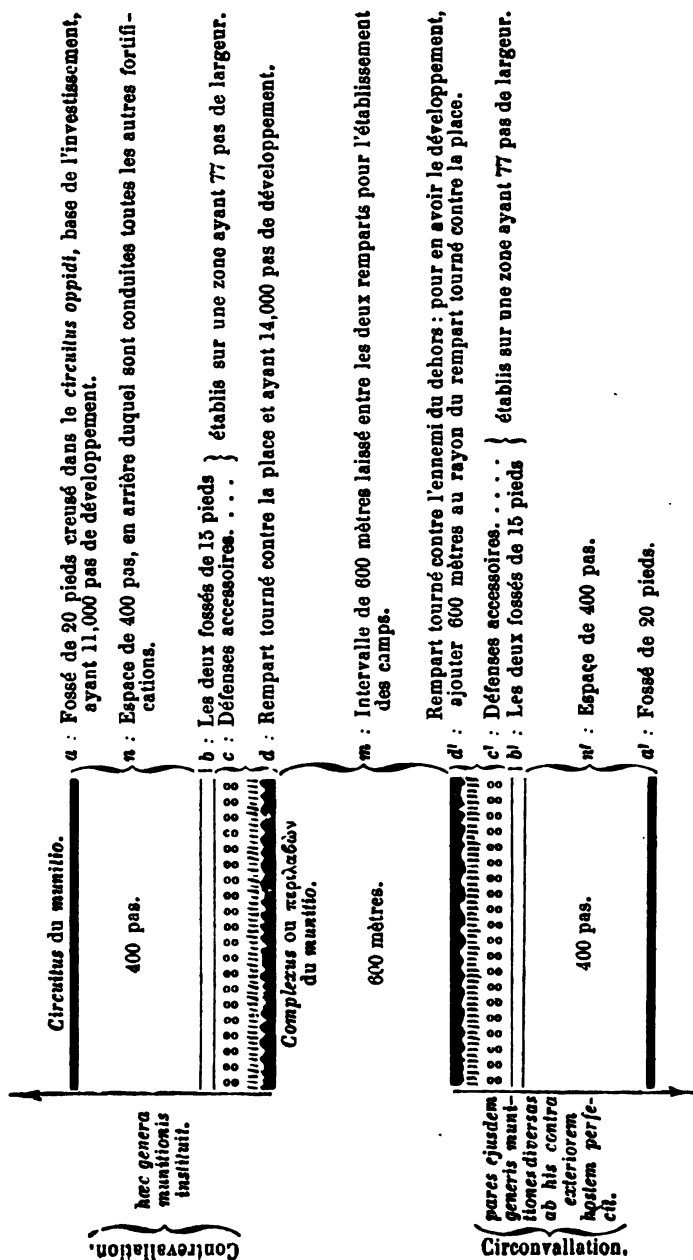 a : Fossé de 20 pieds creusé dans le circuitus oppidi, base de l'investissement,
ayant 11,000 pas de développement.
n : Espace de 400 pas, en arrière duquel sont conduites toutes les autres fortifi-
cations.
b : Les deux fossés de 15 pieds
c : Défenses accessoires. . . .
} établis sur une zone ayant 77 pas de largeur.
d : Rempart tourné contre la place et ayant 14,000 pas de développement.
m : Intervalle de 600 mètres laissé entre les deux remparts pour l'établissement
des camps.
d' : Rempart tourné contre l'ennemi du dehors : pour en avoir le développement,
ajouter 600 mètres au rayon du rempart tourné contre la place.
c' : Défenses accessoires. . . . .
b' : Les deux fossés de 15 pieds
} établis sur une zone ayant 77 pas de largeur.
n' : Espace de 400 pas.
a' : Fossé de 20 pieds.
Circuitus du munitio.
400 pas.
Complexus ou περιλαβὼν
du munitio.
600 mètres.
400 pas.
hæc genera
munitionis
instituit.
Contrevallation.
pares ejusdem
generis muni-
tiones diversas
ab his contra
exteriorem
hostem perfe-
cit.
Circonvallation.